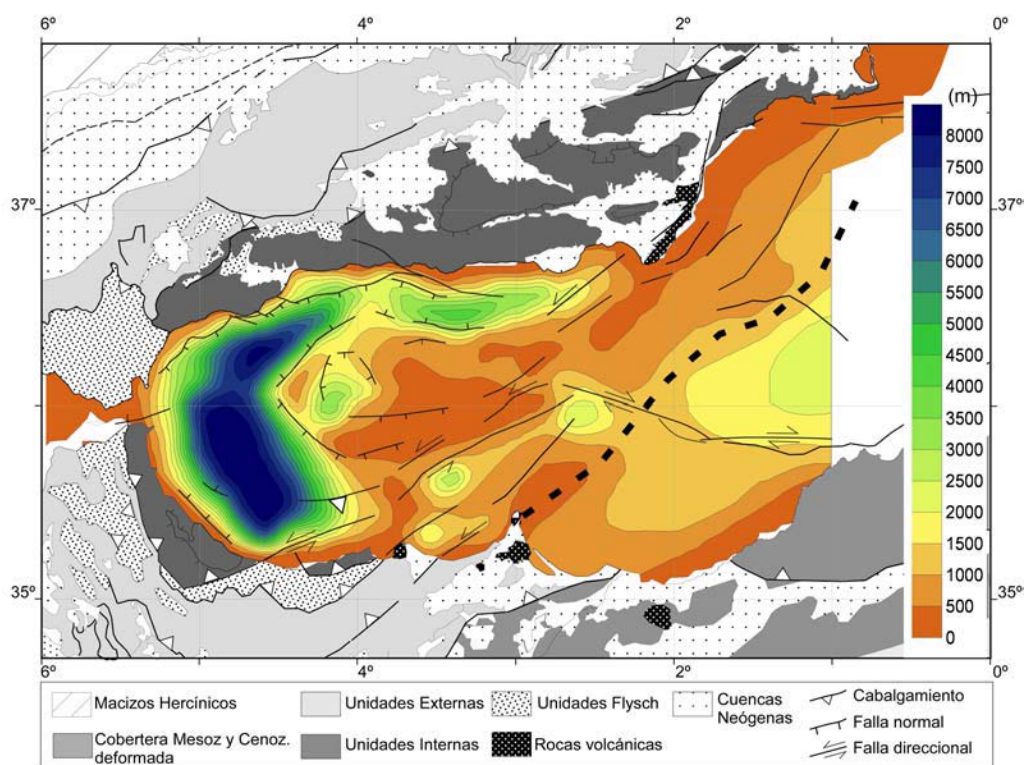 6º
4º
2º
0º
(m)
8000
7500
7000
6500
6000
5500
5000
4500
4000
3500
3000
2500
2000
1500
1000
500
0
37º
37º
35º
35º
6º
4º
2º
0º
Macizos Hercínicos
Unidades Externas
Unidades Flysch
Cuencas
Neógenas
Cabalgamiento
Falla normal
Falla direccional
Cobertera Mesoz y Cenoz.
deformada
Unidades Internas
Rocas volcánicas